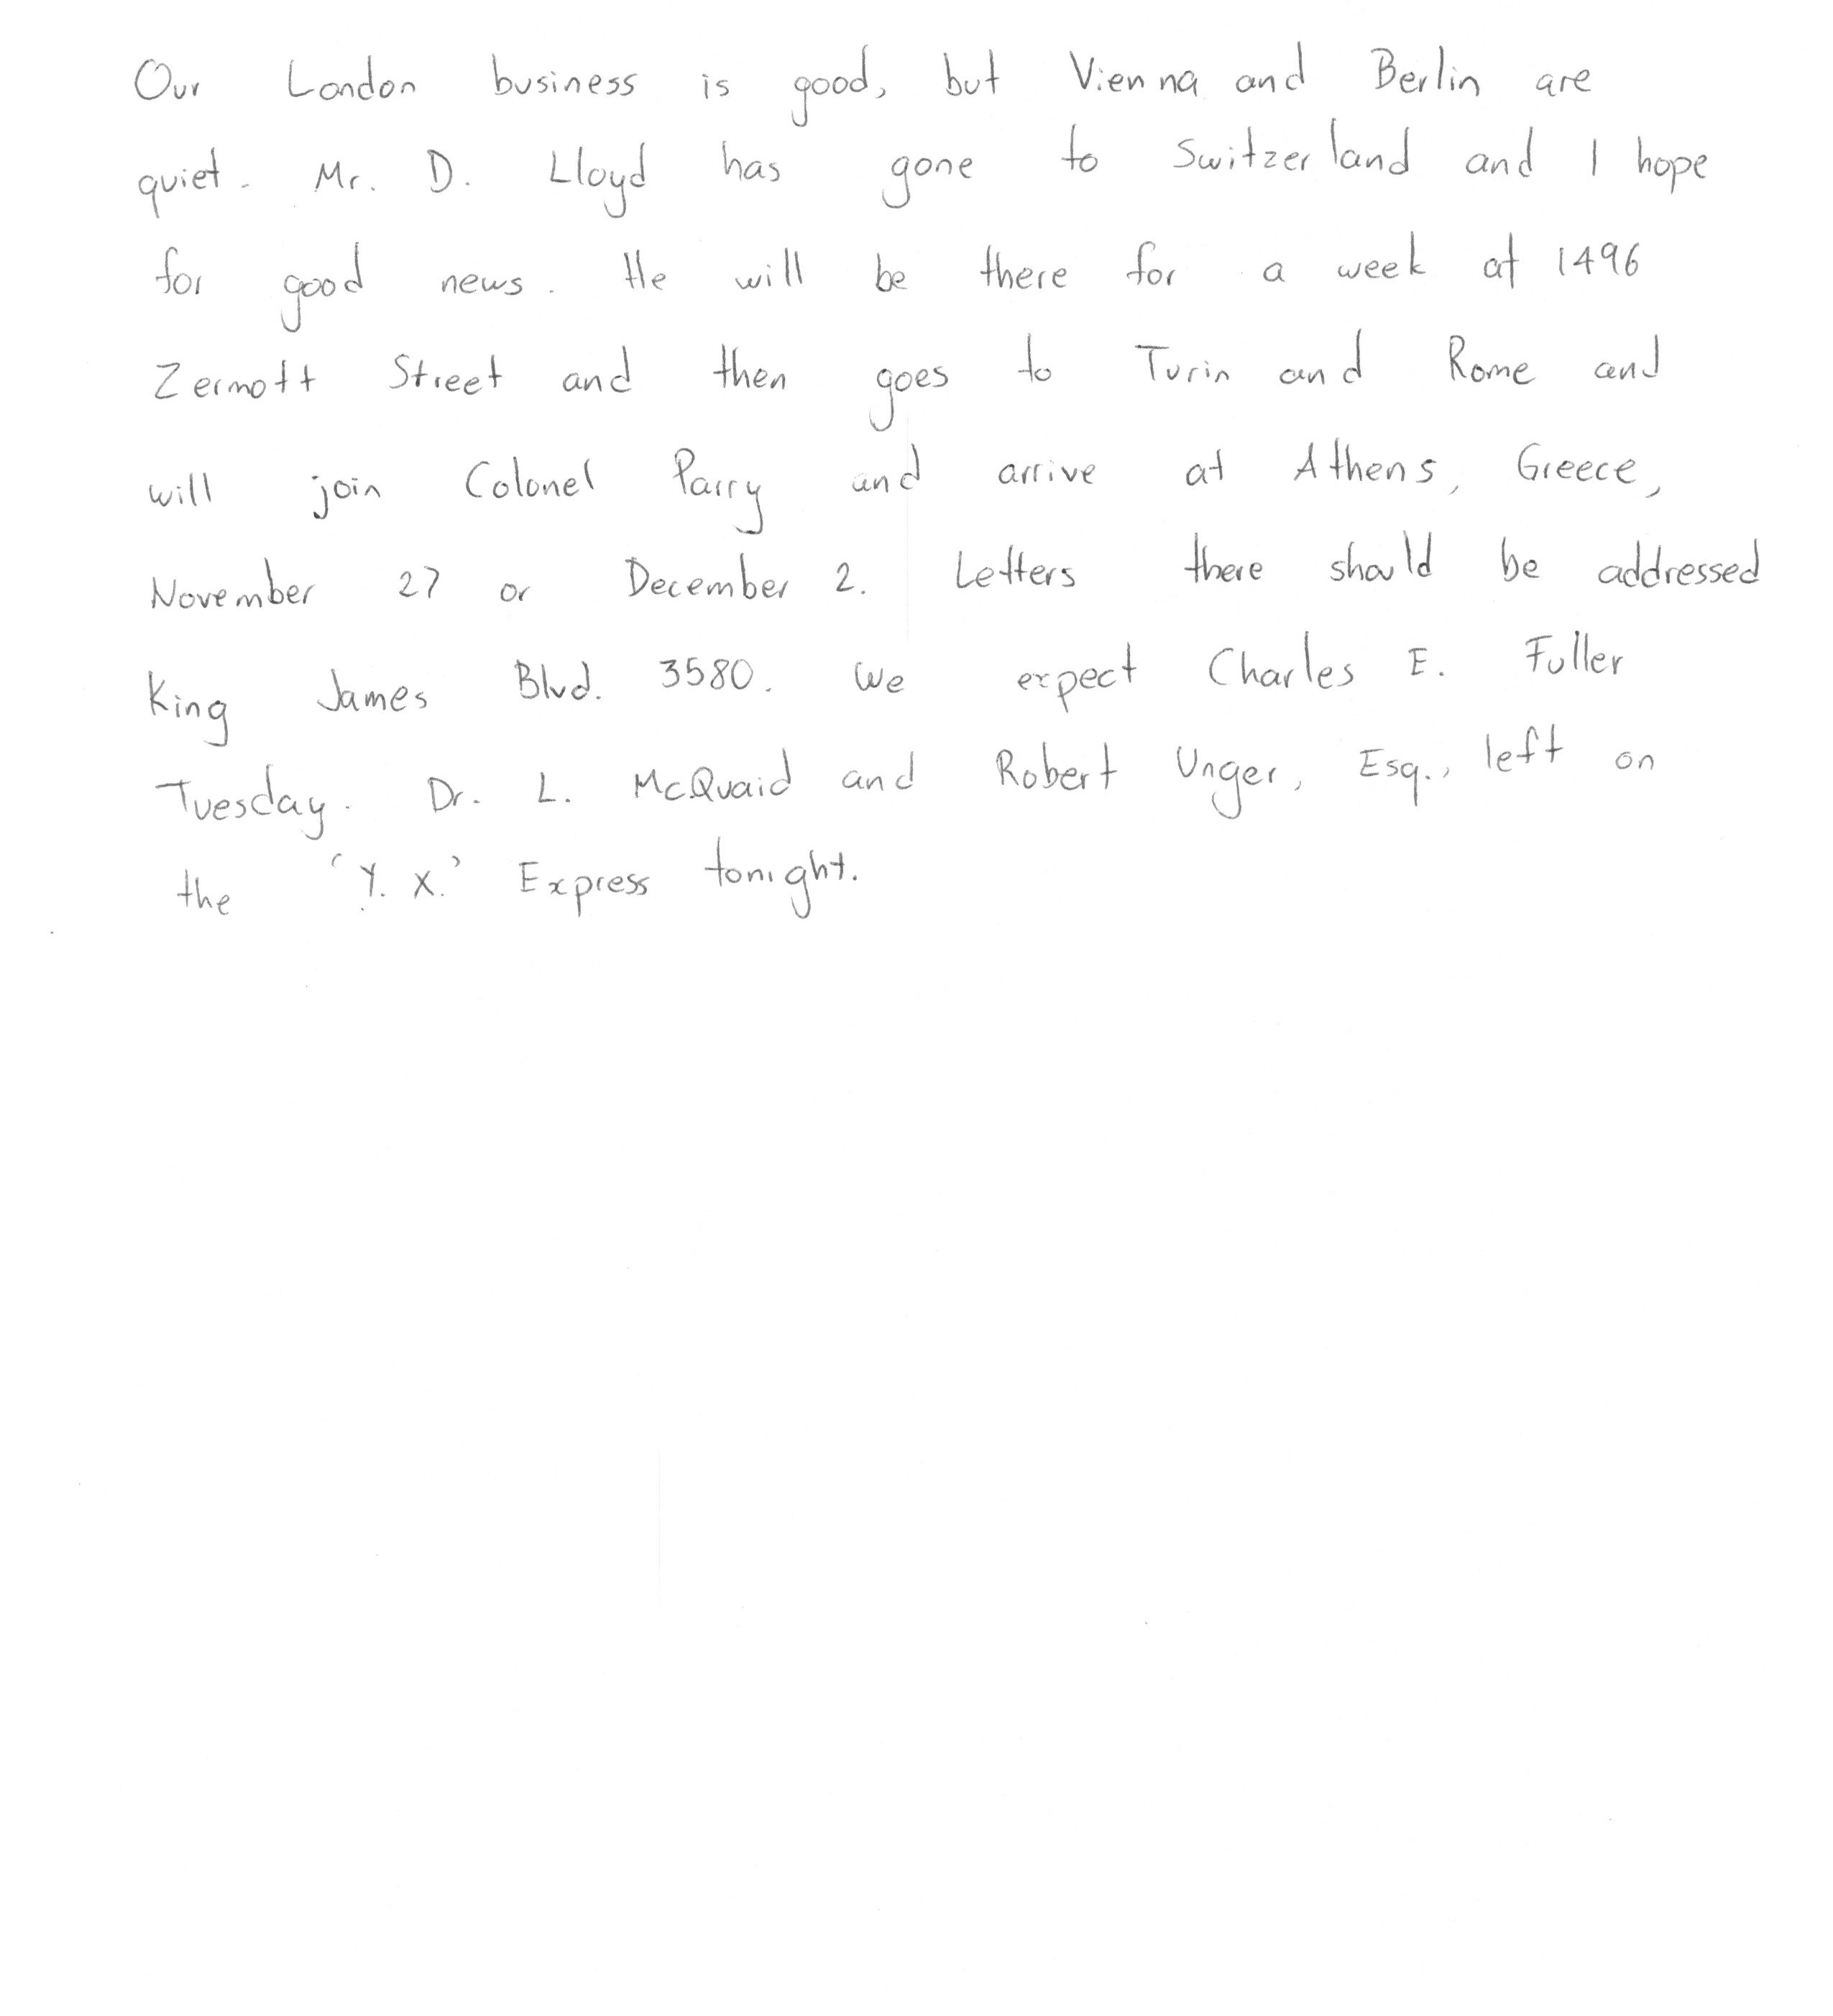 Our London business is good, but Vienna and Berlin are
quiet. Mr. D. Lloyd has gone to Switzerland and I hope
for good news. He will be there for a week at 1496
Zermott Street and then goes to Turin and Rome and
will join Colonel Parry and arrive at Athens, Greece,
November 27 or December 2. Letters there should be addressed
King James Blvd. 3580. We expect Charles E. Fuller
Tuesday. Dr. L. McQuaid and Robert Unger, Esq., left on
the 'Y. X.' Express tonight.